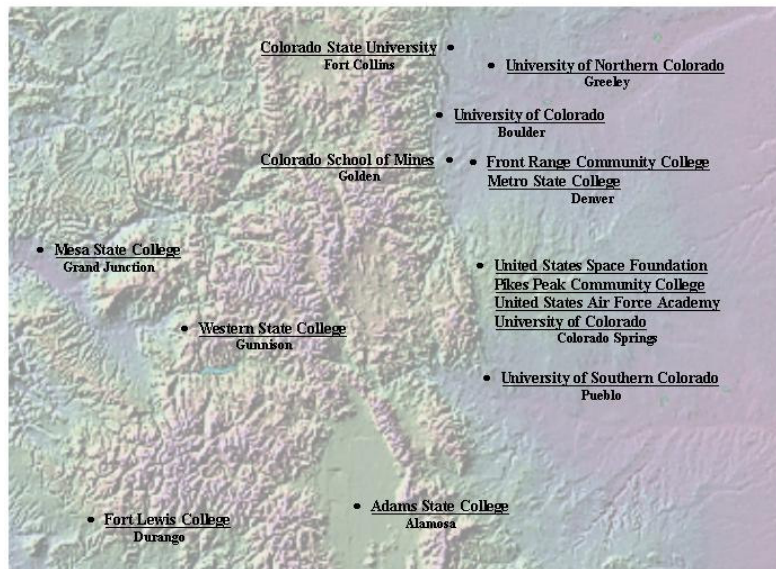 Colorado State University
Fort Collins
University of Northern Colorado
Greeley
University of Colorado
Boulder
Colorado School of Mines
Golden
Front Range Community College
Metro State College
Denver
Mesa State College
Grand Junction
United States Space Foundation
Pikes Peak Community College
United States Air Force Academy
University of Colorado
Colorado Springs
Western State College
Gunnison
University of Southern Colorado
Pueblo
Adams State College
Alamosa
Fort Lewis College
Durango